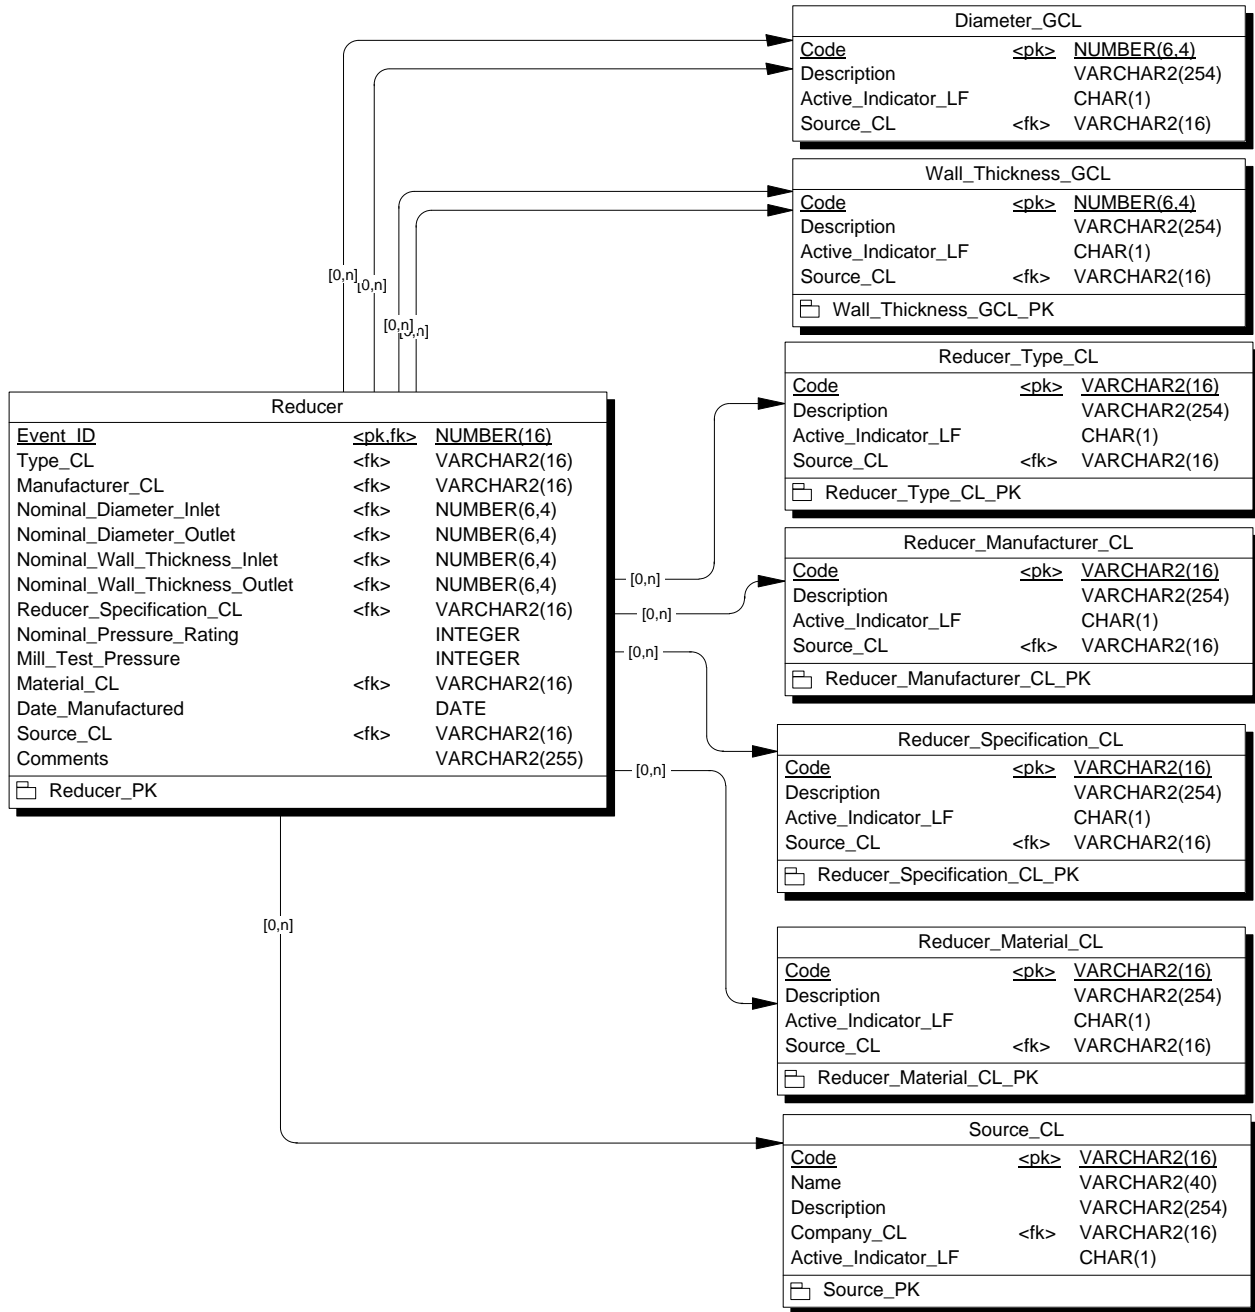 Diameter_GCL
Code <pk> NUMBER(6,4)
Description VARCHAR2(254)
Active_Indicator_LF CHAR(1)
Source_CL <fk> VARCHAR2(16)
Wall_Thickness_GCL
Code <pk> NUMBER(6,4)
Description VARCHAR2(254)
Active_Indicator_LF CHAR(1)
Source_CL <fk> VARCHAR2(16)
Wall_Thickness_GCL_PK
[0,n]
[0,n]
[0,n]
[0,n]
Reducer_Type_CL
Code <pk> VARCHAR2(16)
Description VARCHAR2(254)
Active_Indicator_LF CHAR(1)
Source_CL <fk> VARCHAR2(16)
Reducer_Type_CL_PK
Reducer
Event_ID <pk,fk> NUMBER(16)
Type_CL <fk> VARCHAR2(16)
Manufacturer_CL <fk> VARCHAR2(16)
Nominal_Diameter_Inlet <fk> NUMBER(6,4)
Nominal_Diameter_Outlet <fk> NUMBER(6,4)
Nominal_Wall_Thickness_Inlet <fk> NUMBER(6,4)
Nominal_Wall_Thickness_Outlet <fk> NUMBER(6,4)
Reducer_Specification_CL <fk> VARCHAR2(16)
Nominal_Pressure_Rating INTEGER
Mill_Test_Pressure INTEGER
Material_CL <fk> VARCHAR2(16)
Date_Manufactured DATE
Source_CL <fk> VARCHAR2(16)
Comments VARCHAR2(255)
Reducer_PK
[0,n]
[0,n]
[0,n]
[0,n]
[0,n]
Reducer_Manufacturer_CL
Code <pk> VARCHAR2(16)
Description VARCHAR2(254)
Active_Indicator_LF CHAR(1)
Source_CL <fk> VARCHAR2(16)
Reducer_Manufacturer_CL_PK
Reducer_Specification_CL
Code <pk> VARCHAR2(16)
Description VARCHAR2(254)
Active_Indicator_LF CHAR(1)
Source_CL <fk> VARCHAR2(16)
Reducer_Specification_CL_PK
Reducer_Material_CL
Code <pk> VARCHAR2(16)
Description VARCHAR2(254)
Active_Indicator_LF CHAR(1)
Source_CL <fk> VARCHAR2(16)
Reducer_Material_CL_PK
Source_CL
Code <pk> VARCHAR2(16)
Name VARCHAR2(40)
Description VARCHAR2(254)
Company_CL <fk> VARCHAR2(16)
Active_Indicator_LF CHAR(1)
Source_PK